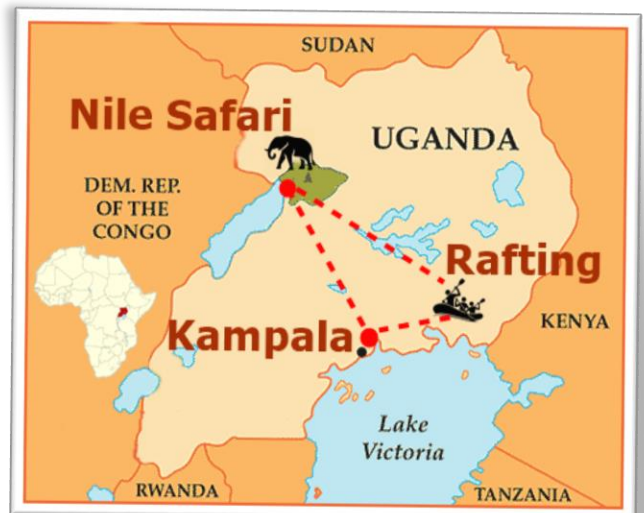 SUDAN
Nile Safari
UGANDA
DEM. REP.
OF THE
CONGO
Rafting
KENYA
Kampala
Lake
Victoria
RWANDA
TANZANIA